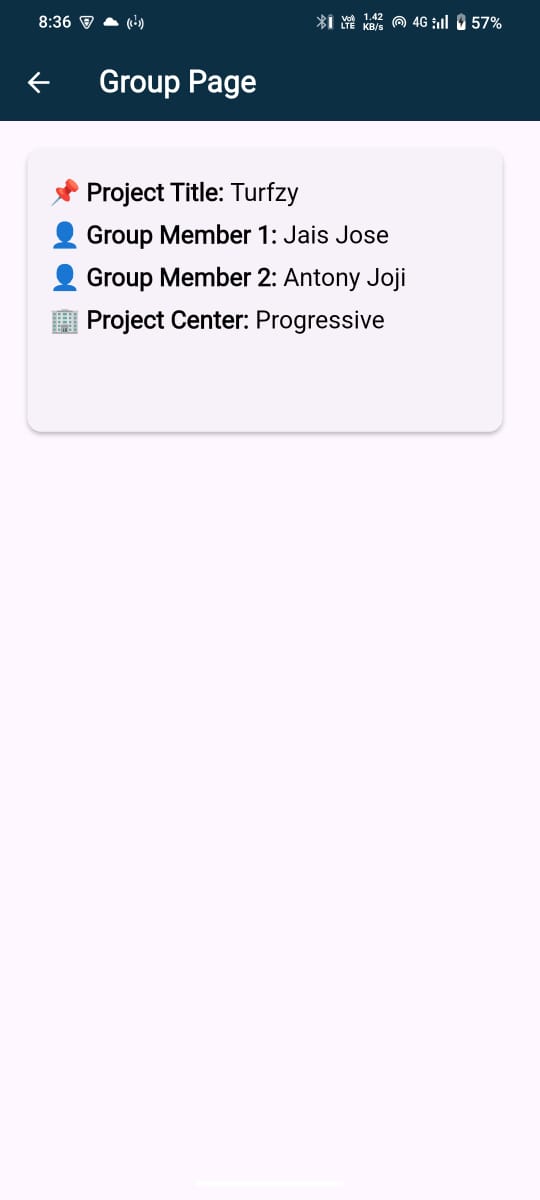 8:36
Vo) LTE 1.42 KB/s 4G 57%
Group Page
Project Title: Turfzy
Group Member 1: Jais Jose
Group Member 2: Antony Joji
Project Center: Progressive